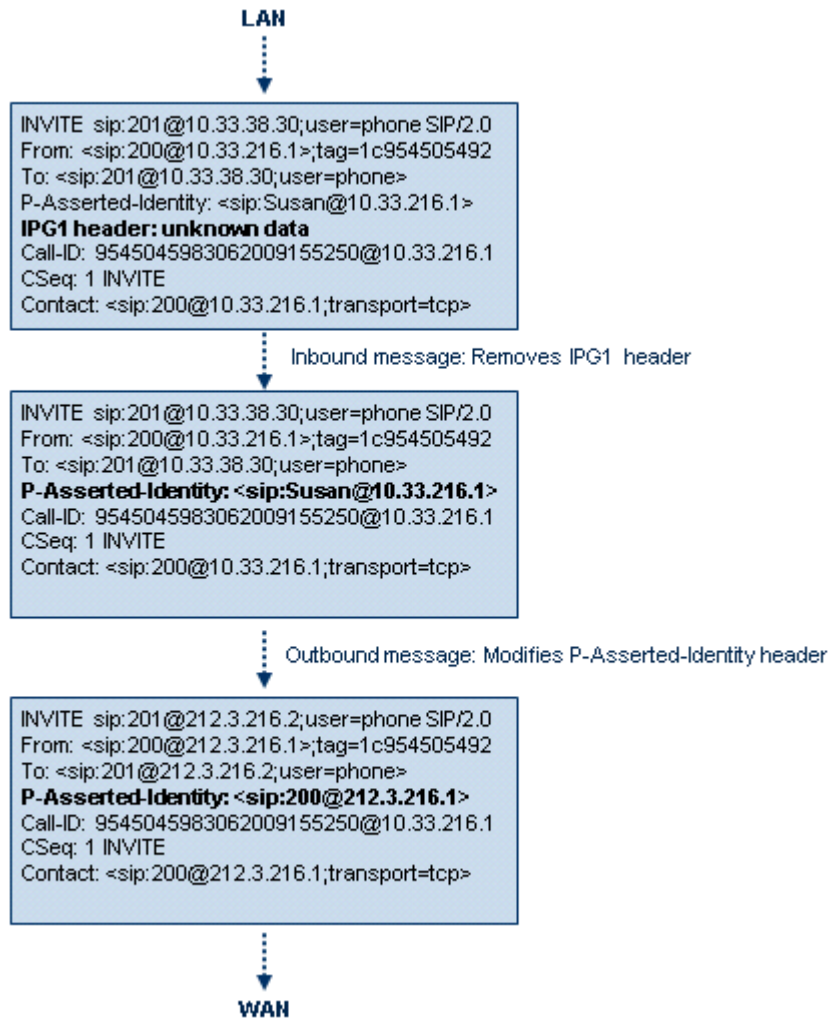 LAN
INVITE sip:201@10.33.38.30;user=phone SIP/2.0
From: <sip:200@10.33.216.1>;tag=1c954505492
To: <sip:201@10.33.38.30;user=phone>
P-Asserted-Identity: <sip:Susan@10.33.216.1>
IPG1 header: unknown data
Call-ID: 95450459830620091552​50@10.33.216.1
CSeq: 1 INVITE
Contact: <sip:200@10.33.216.1;transport=tcp>
Inbound message: Removes IPG1 header
INVITE sip:201@10.33.38.30;user=phone SIP/2.0
From: <sip:200@10.33.216.1>;tag=1c954505492
To: <sip:201@10.33.38.30;user=phone>
P-Asserted-Identity: <sip:Susan@10.33.216.1>
Call-ID: 9545045983062009155250@10.33.216.1
CSeq: 1 INVITE
Contact: <sip:200@10.33.216.1;transport=tcp>
Outbound message: Modifies P-Asserted-Identity header
INVITE sip:201@212.3.216.2;user=phone SIP/2.0
From: <sip:200@212.3.216.1>;tag=1c954505492
To: <sip:201@212.3.216.2;user=phone>
P-Asserted-Identity: <sip:200@212.3.216.1>
Call-ID: 9545045983062009155250@10.33.216.1
CSeq: 1 INVITE
Contact: <sip:200@212.3.216.1;transport=tcp>
WAN